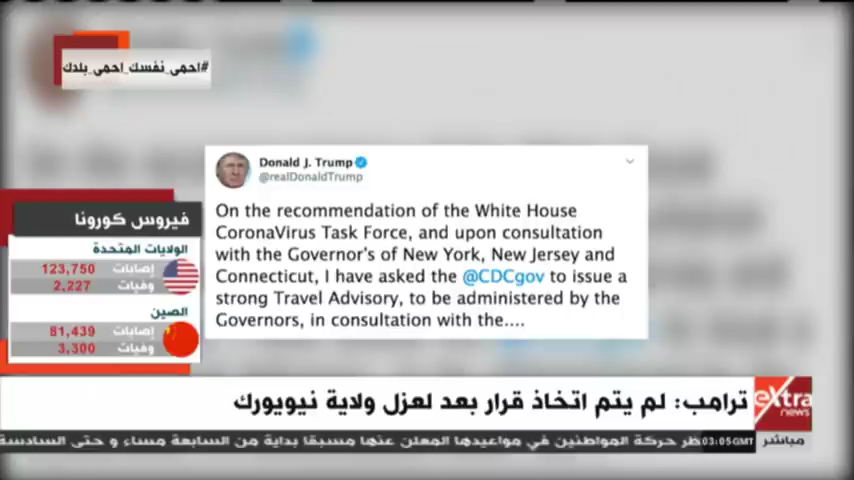 #احمى_نفسك_احمى_بلدك
Donald J. Trump
@realDonaldTrump
On the recommendation of the White House
CoronaVirus Task Force, and upon consultation
with the Governor's of New York, New Jersey and
Connecticut, I have asked the @CDCgov to issue a
strong Travel Advisory, to be administered by the
Governors, in consultation with the....
فيروس كورونا
الولايات المتحدة
إصابات 123,750
وفيات 2,227
الصين
إصابات 81,439
وفيات 3,300
ترامب: لم يتم اتخاذ قرار بعد لعزل ولاية نيويورك
eXtra
news
مباشر
03:05GMT
حركة المواطنين في مواعيدها المعلن عنها مسبقا بداية من السابعة مساء و حتى السادسة